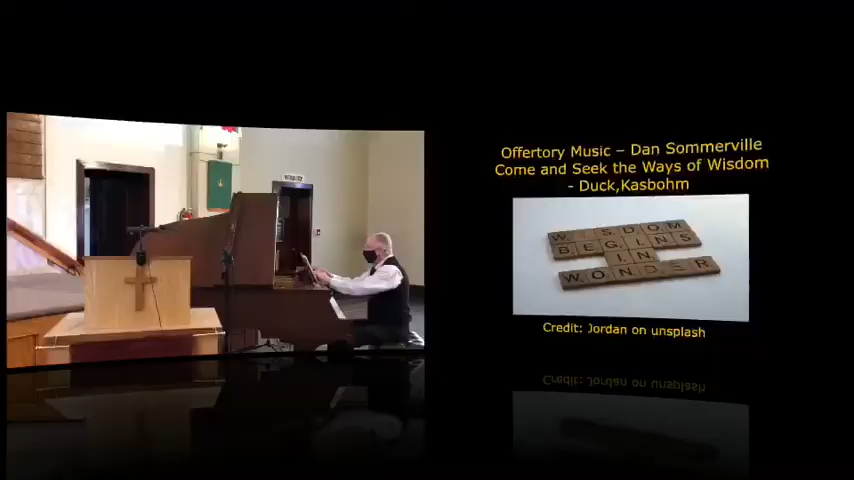 Offertory Music – Dan Sommerville
Come and Seek the Ways of Wisdom
- Duck,Kasbohm
WISDOM
BEGINS
IN
WONDER
Credit: Jordan on unsplash